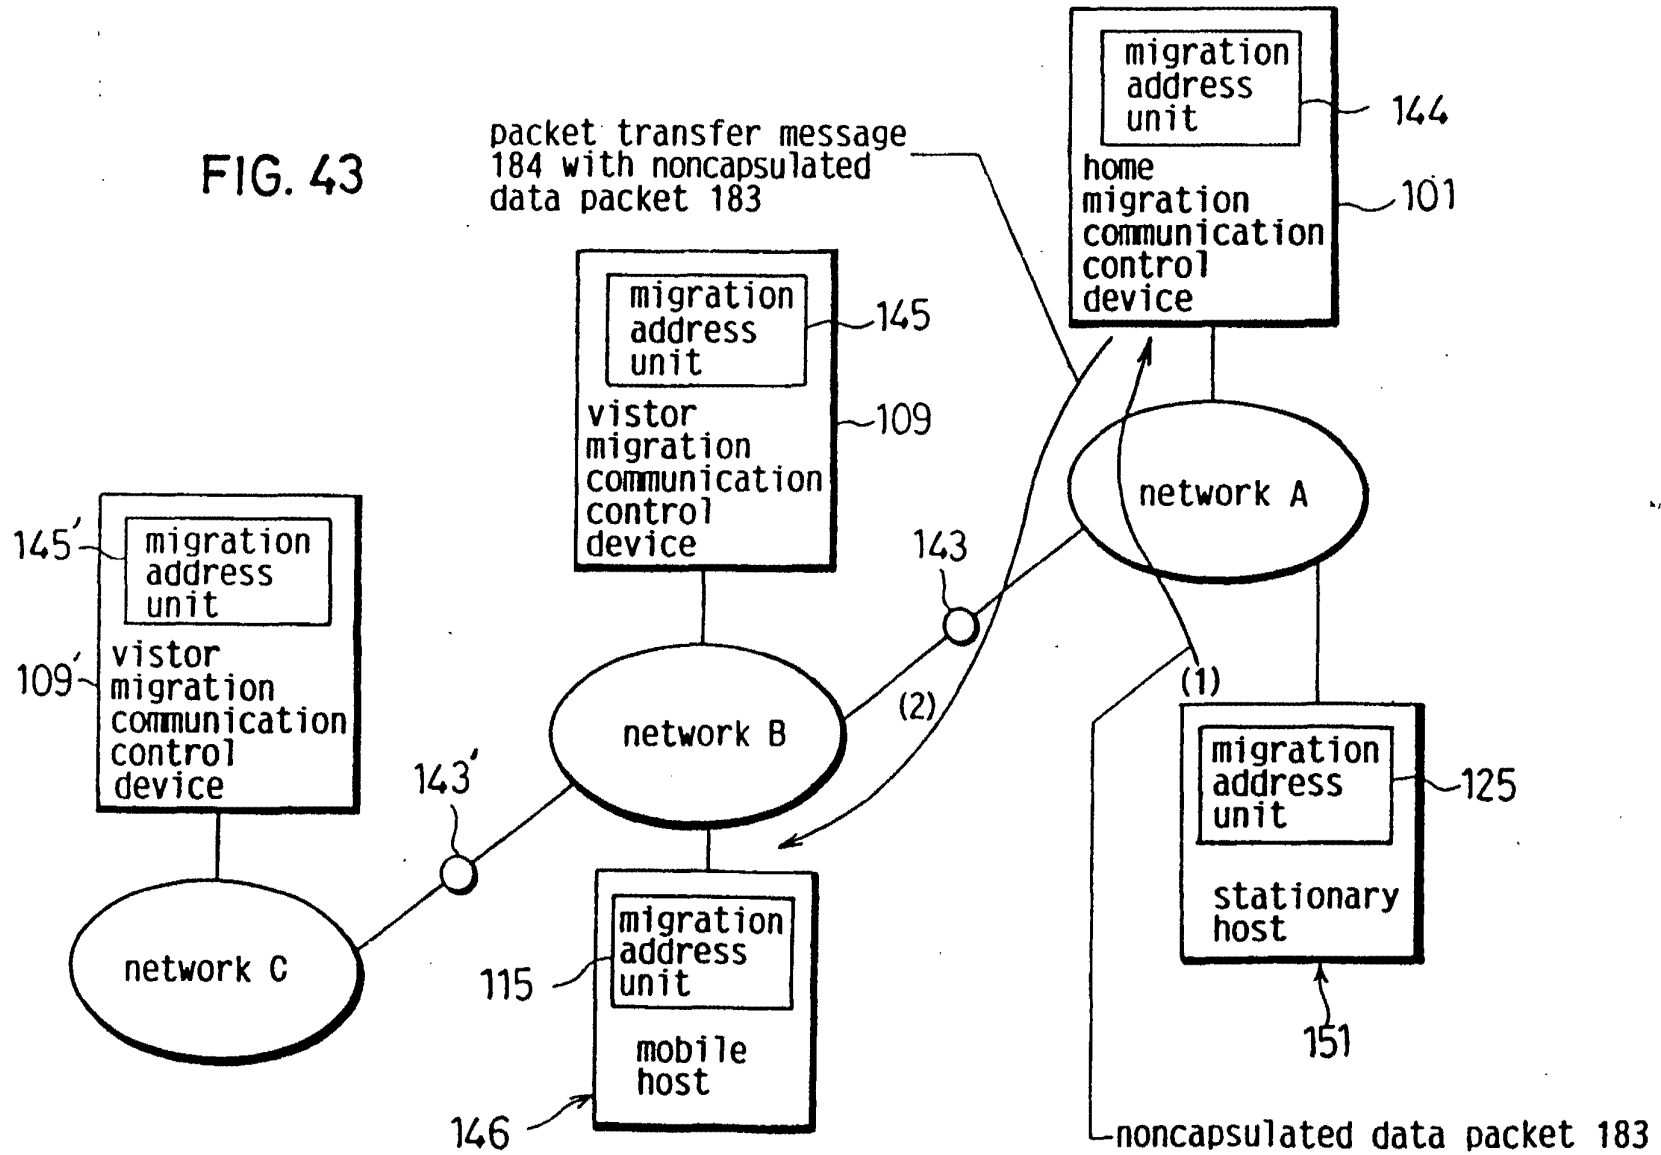 FIG. 43
packet transfer message
184 with noncapsulated
data packet 183
migration
address
unit
144
home
migration
communication
control
device
101
migration
address
unit
145
vistor
migration
communication
control
device
109
network A
143
migration
address
unit
145′
vistor
migration
communication
control
device
109′
network B
(2)
(1)
143′
network C
migration
address
unit
115
mobile
host
146
migration
address
unit
125
stationary
host
151
noncapsulated data packet 183